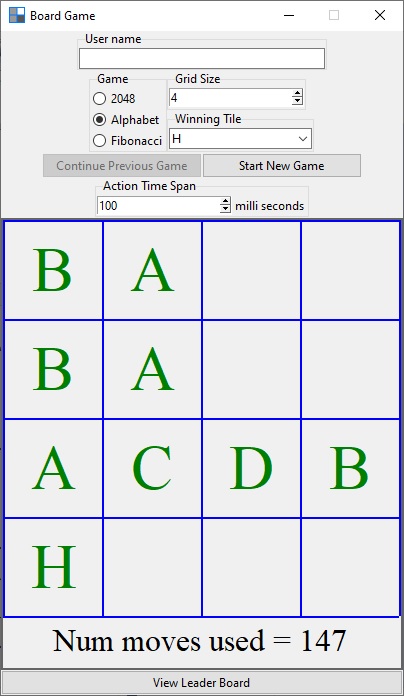 Board Game
User name
Game Grid Size
2048 4
Alphabet Winning Tile
Fibonacci H
Continue Previous Game Start New Game
Action Time Span
100 milli seconds
B A
B A
A C D B
H
Num moves used = 147
View Leader Board